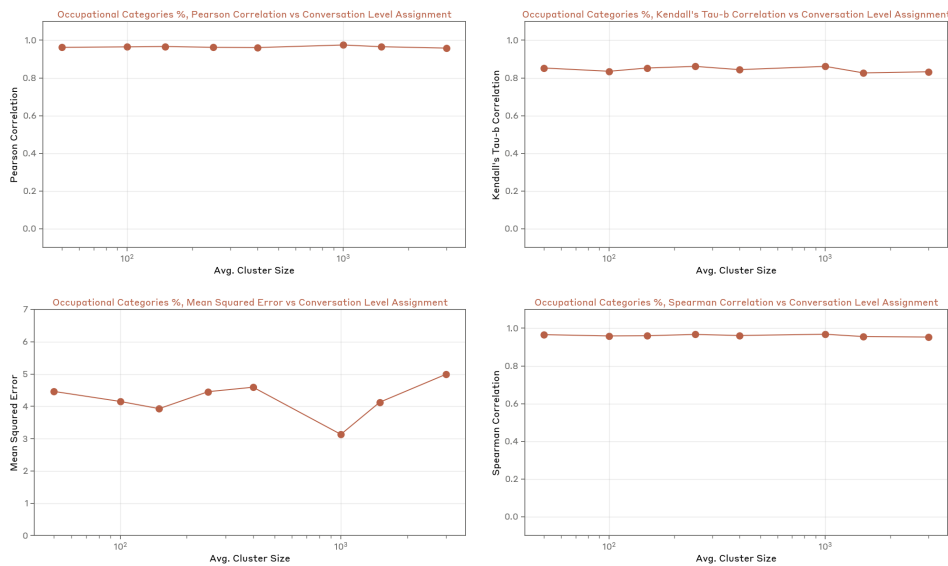 Occupational Categories %, Pearson Correlation vs Conversation Level Assignment
1.0
0.8
0.6
0.4
0.2
0.0
Pearson Correlation
10²
10³
Avg. Cluster Size
Occupational Categories %, Kendall's Tau-b Correlation vs Conversation Level Assignment
1.0
0.8
0.6
0.4
0.2
0.0
Kendall's Tau-b Correlation
10²
10³
Avg. Cluster Size
Occupational Categories %, Mean Squared Error vs Conversation Level Assignment
7
6
5
4
3
2
1
0
Mean Squared Error
10²
10³
Avg. Cluster Size
Occupational Categories %, Spearman Correlation vs Conversation Level Assignment
1.0
0.8
0.6
0.4
0.2
0.0
Spearman Correlation
10²
10³
Avg. Cluster Size